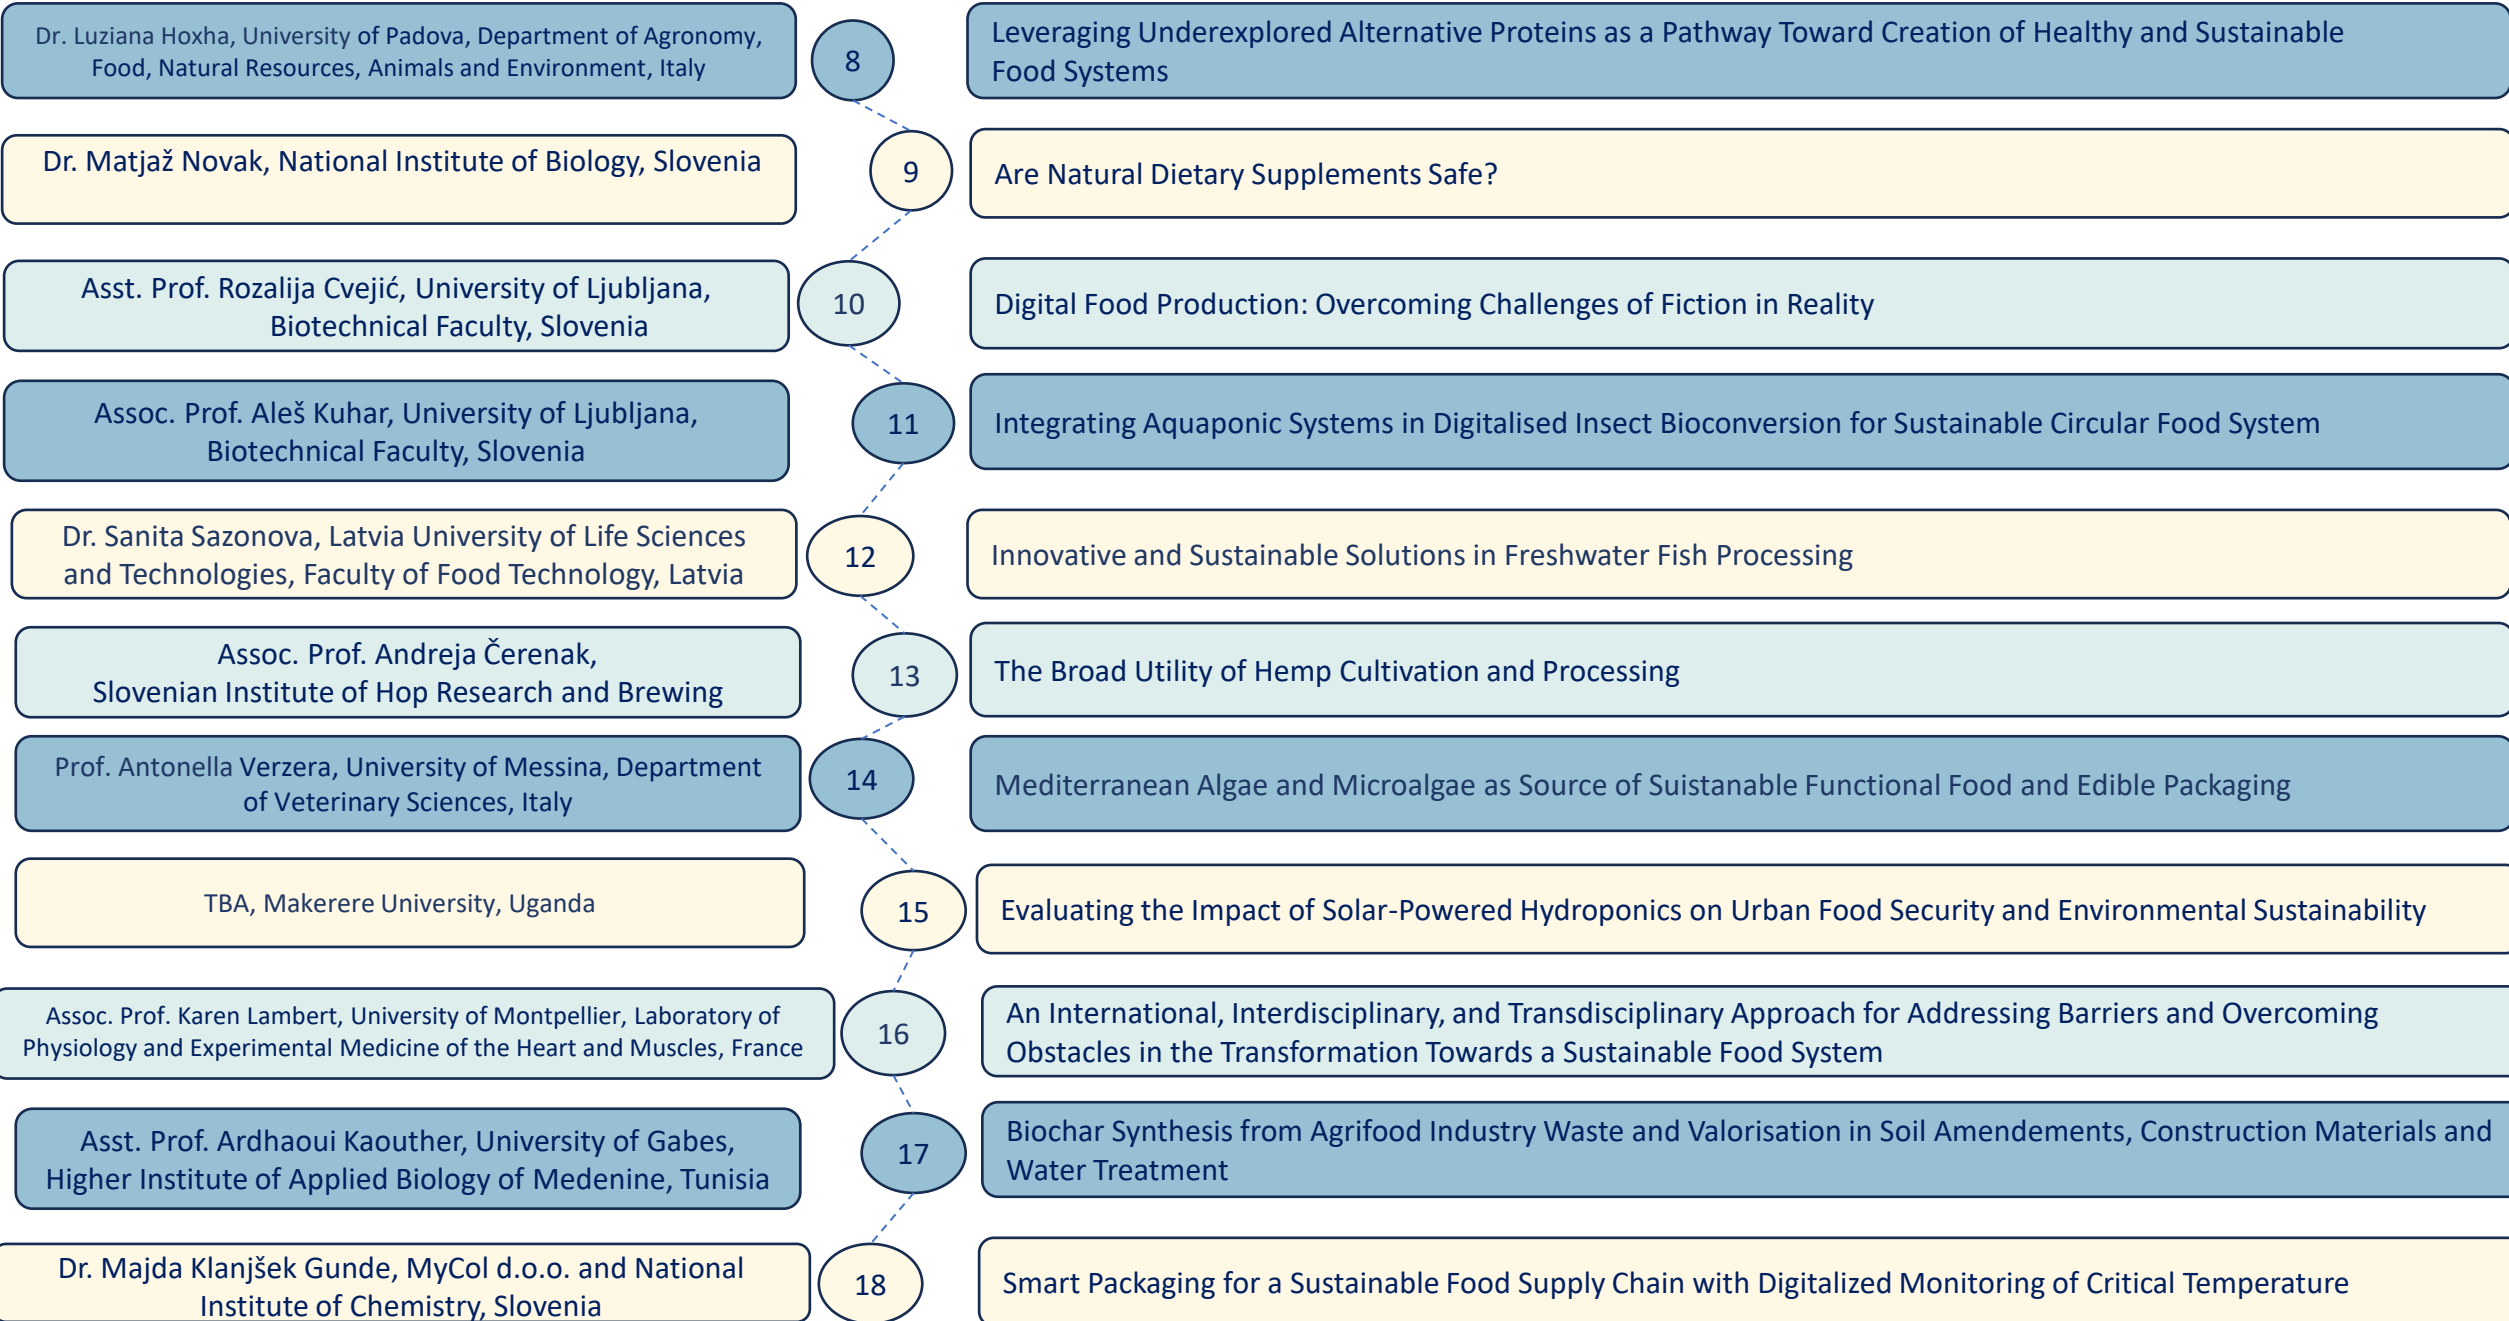 Dr. Luziana Hoxha, University of Padova, Department of Agronomy,
Food, Natural Resources, Animals and Environment, Italy
8
Leveraging Underexplored Alternative Proteins as a Pathway Toward Creation of Healthy and Sustainable
Food Systems
Dr. Matjaž Novak, National Institute of Biology, Slovenia
9
Are Natural Dietary Supplements Safe?
Asst. Prof. Rozalija Cvejić, University of Ljubljana,
Biotechnical Faculty, Slovenia
10
Digital Food Production: Overcoming Challenges of Fiction in Reality
Assoc. Prof. Aleš Kuhar, University of Ljubljana,
Biotechnical Faculty, Slovenia
11
Integrating Aquaponic Systems in Digitalised Insect Bioconversion for Sustainable Circular Food System
Dr. Sanita Sazonova, Latvia University of Life Sciences
and Technologies, Faculty of Food Technology, Latvia
12
Innovative and Sustainable Solutions in Freshwater Fish Processing
Assoc. Prof. Andreja Čerenak,
Slovenian Institute of Hop Research and Brewing
13
The Broad Utility of Hemp Cultivation and Processing
Prof. Antonella Verzera, University of Messina, Department
of Veterinary Sciences, Italy
14
Mediterranean Algae and Microalgae as Source of Suistanable Functional Food and Edible Packaging
TBA, Makerere University, Uganda
15
Evaluating the Impact of Solar-Powered Hydroponics on Urban Food Security and Environmental Sustainability
Assoc. Prof. Karen Lambert, University of Montpellier, Laboratory of
Physiology and Experimental Medicine of the Heart and Muscles, France
16
An International, Interdisciplinary, and Transdisciplinary Approach for Addressing Barriers and Overcoming
Obstacles in the Transformation Towards a Sustainable Food System
Asst. Prof. Ardhaoui Kaouther, University of Gabes,
Higher Institute of Applied Biology of Medenine, Tunisia
17
Biochar Synthesis from Agrifood Industry Waste and Valorisation in Soil Amendements, Construction Materials and
Water Treatment
Dr. Majda Klanjšek Gunde, MyCol d.o.o. and National
Institute of Chemistry, Slovenia
18
Smart Packaging for a Sustainable Food Supply Chain with Digitalized Monitoring of Critical Temperature